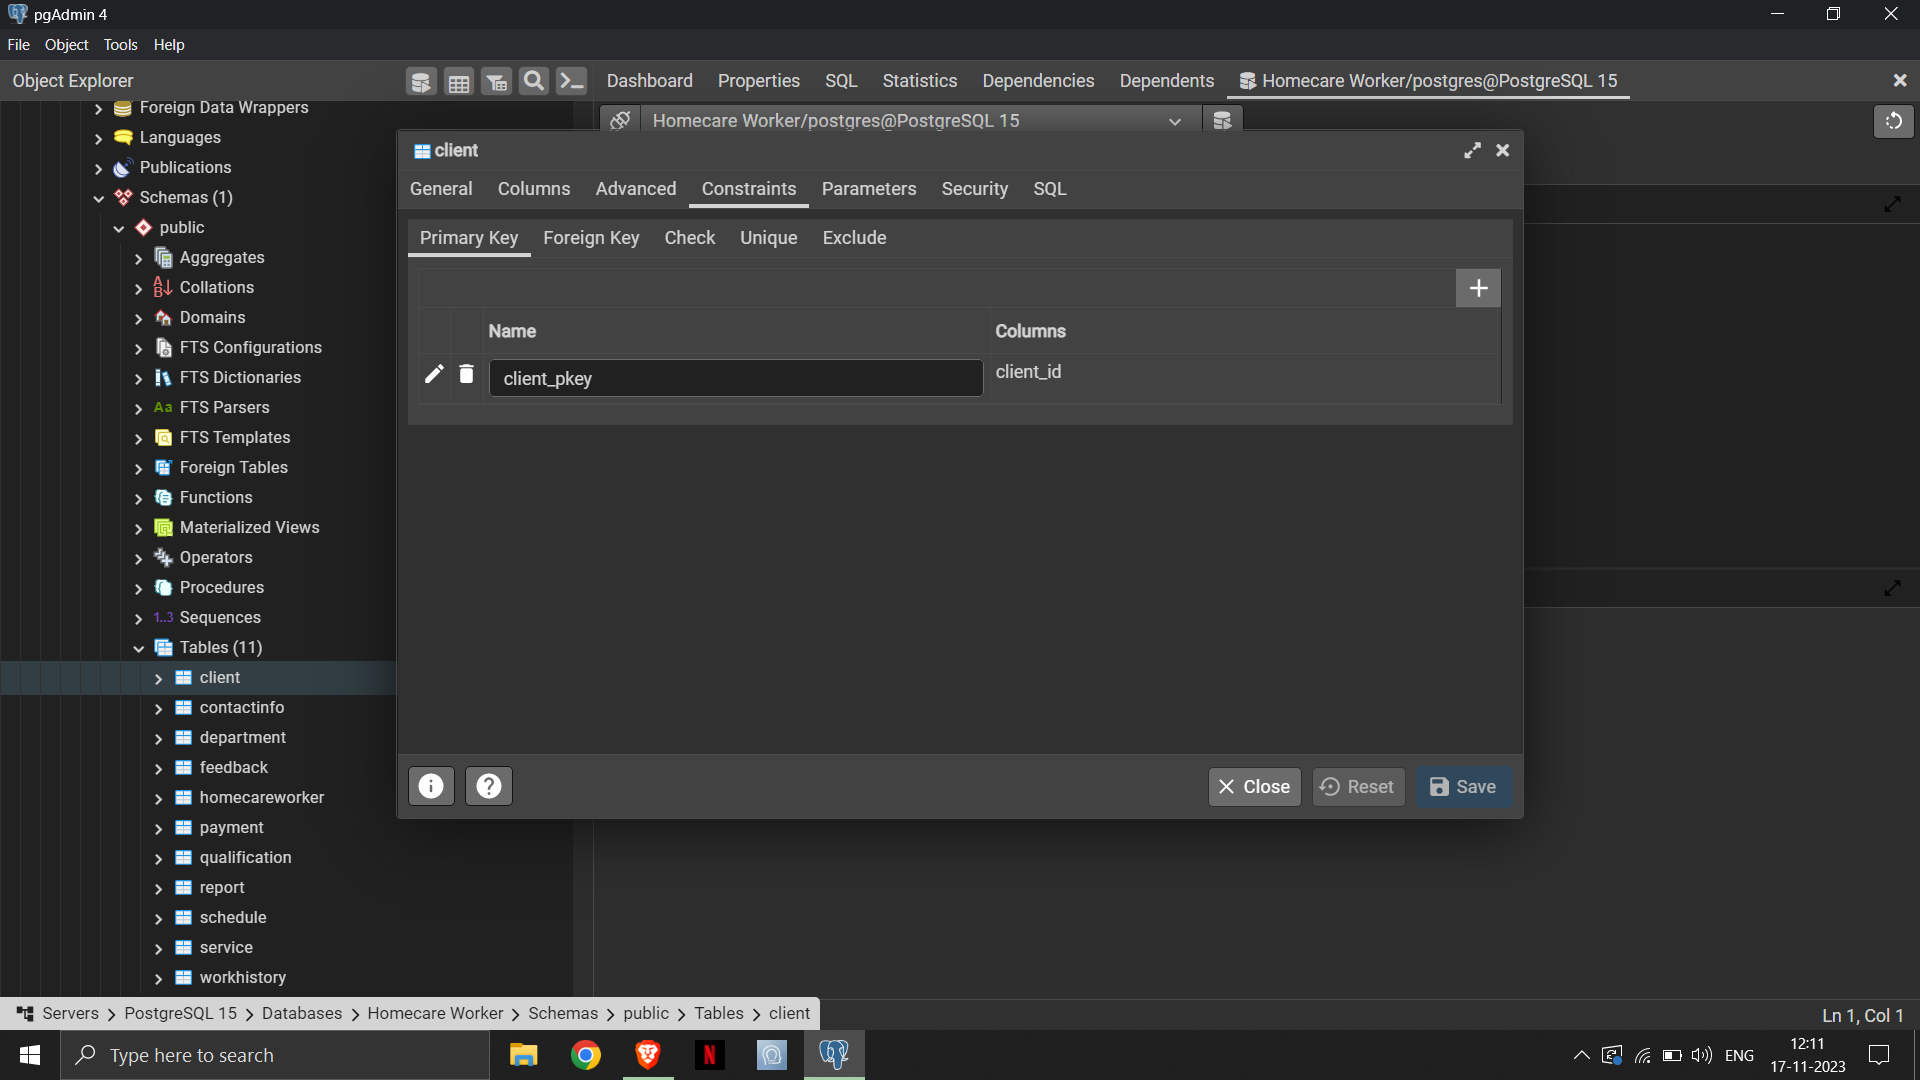 pgAdmin 4
File Object Tools Help
Object Explorer
Dashboard Properties SQL Statistics Dependencies Dependents Homecare Worker/postgres@PostgreSQL 15
Homecare Worker/postgres@PostgreSQL 15
Foreign Data Wrappers
Languages
Publications
Schemas (1)
public
Aggregates
Collations
Domains
FTS Configurations
FTS Dictionaries
Aa FTS Parsers
FTS Templates
Foreign Tables
Functions
Materialized Views
Operators
Procedures
1..3 Sequences
Tables (11)
client
contactinfo
department
feedback
homecareworker
payment
qualification
report
schedule
service
workhistory
client
General Columns Advanced Constraints Parameters Security SQL
Primary Key Foreign Key Check Unique Exclude
Name Columns
client_pkey client_id
Close Reset Save
Servers > PostgreSQL 15 > Databases > Homecare Worker > Schemas > public > Tables > client
Ln 1, Col 1
Type here to search
ENG
12:11
17-11-2023